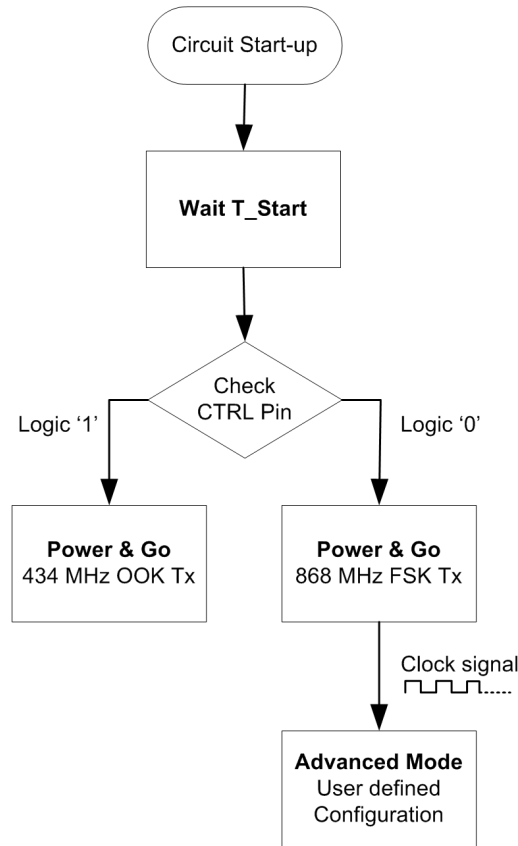 Circuit Start-up
Wait T_Start
Check
CTRL Pin
Logic ‘1’
Logic ‘0’
Power & Go
434 MHz OOK Tx
Power & Go
868 MHz FSK Tx
Clock signal
Advanced Mode
User defined
Configuration